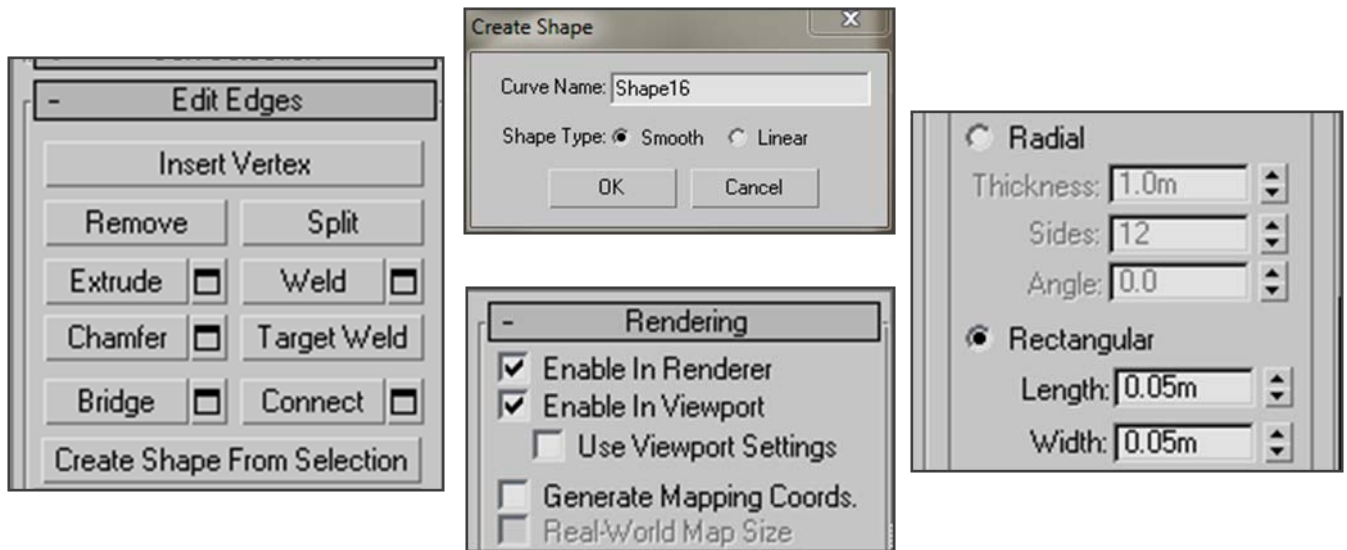 - Edit Edges
Insert Vertex
Remove Split
Extrude Weld
Chamfer Target Weld
Bridge Connect
Create Shape From Selection
Create Shape
Curve Name: Shape16
Shape Type: Smooth Linear
OK Cancel
- Rendering
Enable In Renderer
Enable In Viewport
Use Viewport Settings
Generate Mapping Coords.
Real-World Map Size
Radial
Thickness: 1.0m
Sides: 12
Angle: 0.0
Rectangular
Length: 0.05m
Width: 0.05m